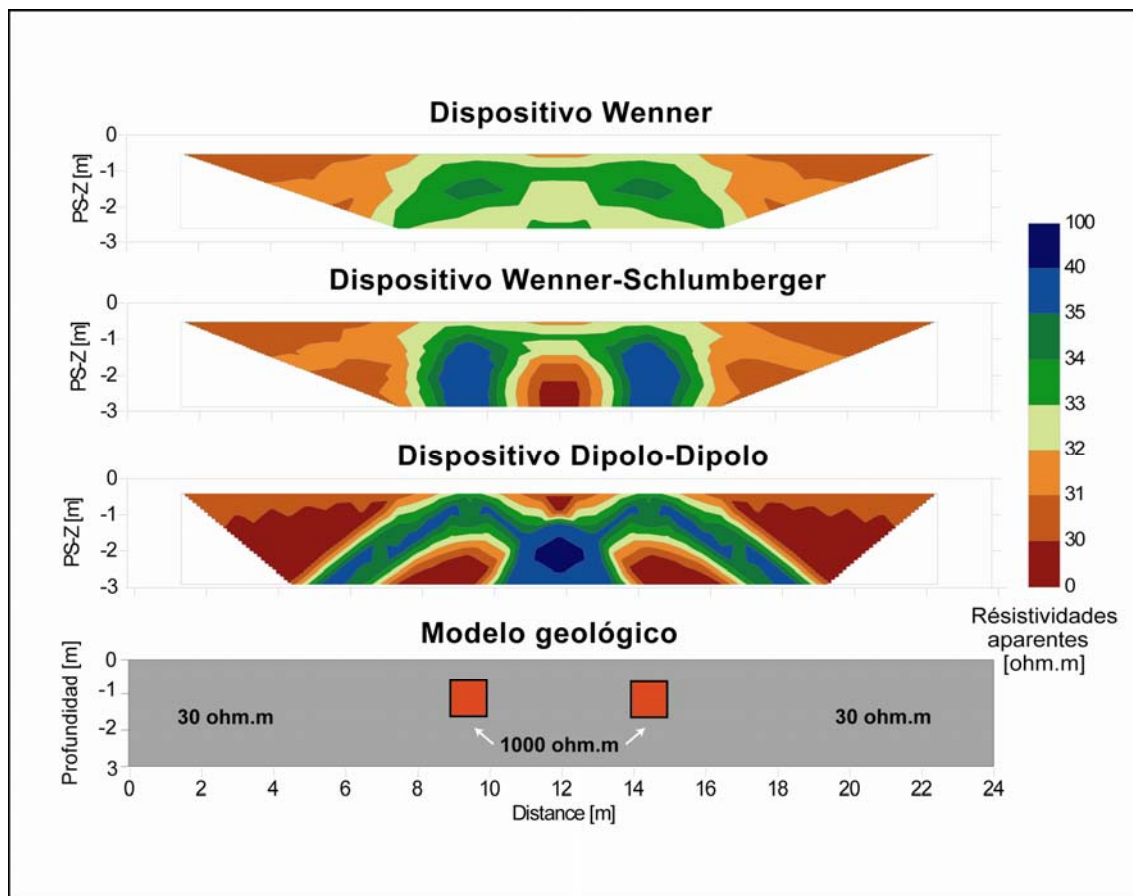 Dispositivo Wenner
0
-1
-2
-3
PS-Z [m]
Dispositivo Wenner-Schlumberger
0
-1
-2
-3
PS-Z [m]
Dispositivo Dipolo-Dipolo
0
-1
-2
-3
PS-Z [m]
100
40
35
34
33
32
31
30
0
Résistividades
aparentes
[ohm.m]
Modelo geológico
0
-1
-2
3
Profundidad [m]
30 ohm.m
1000 ohm.m
30 ohm.m
0 2 4 6 8 10 12 14 16 18 20 22 24
Distance [m]